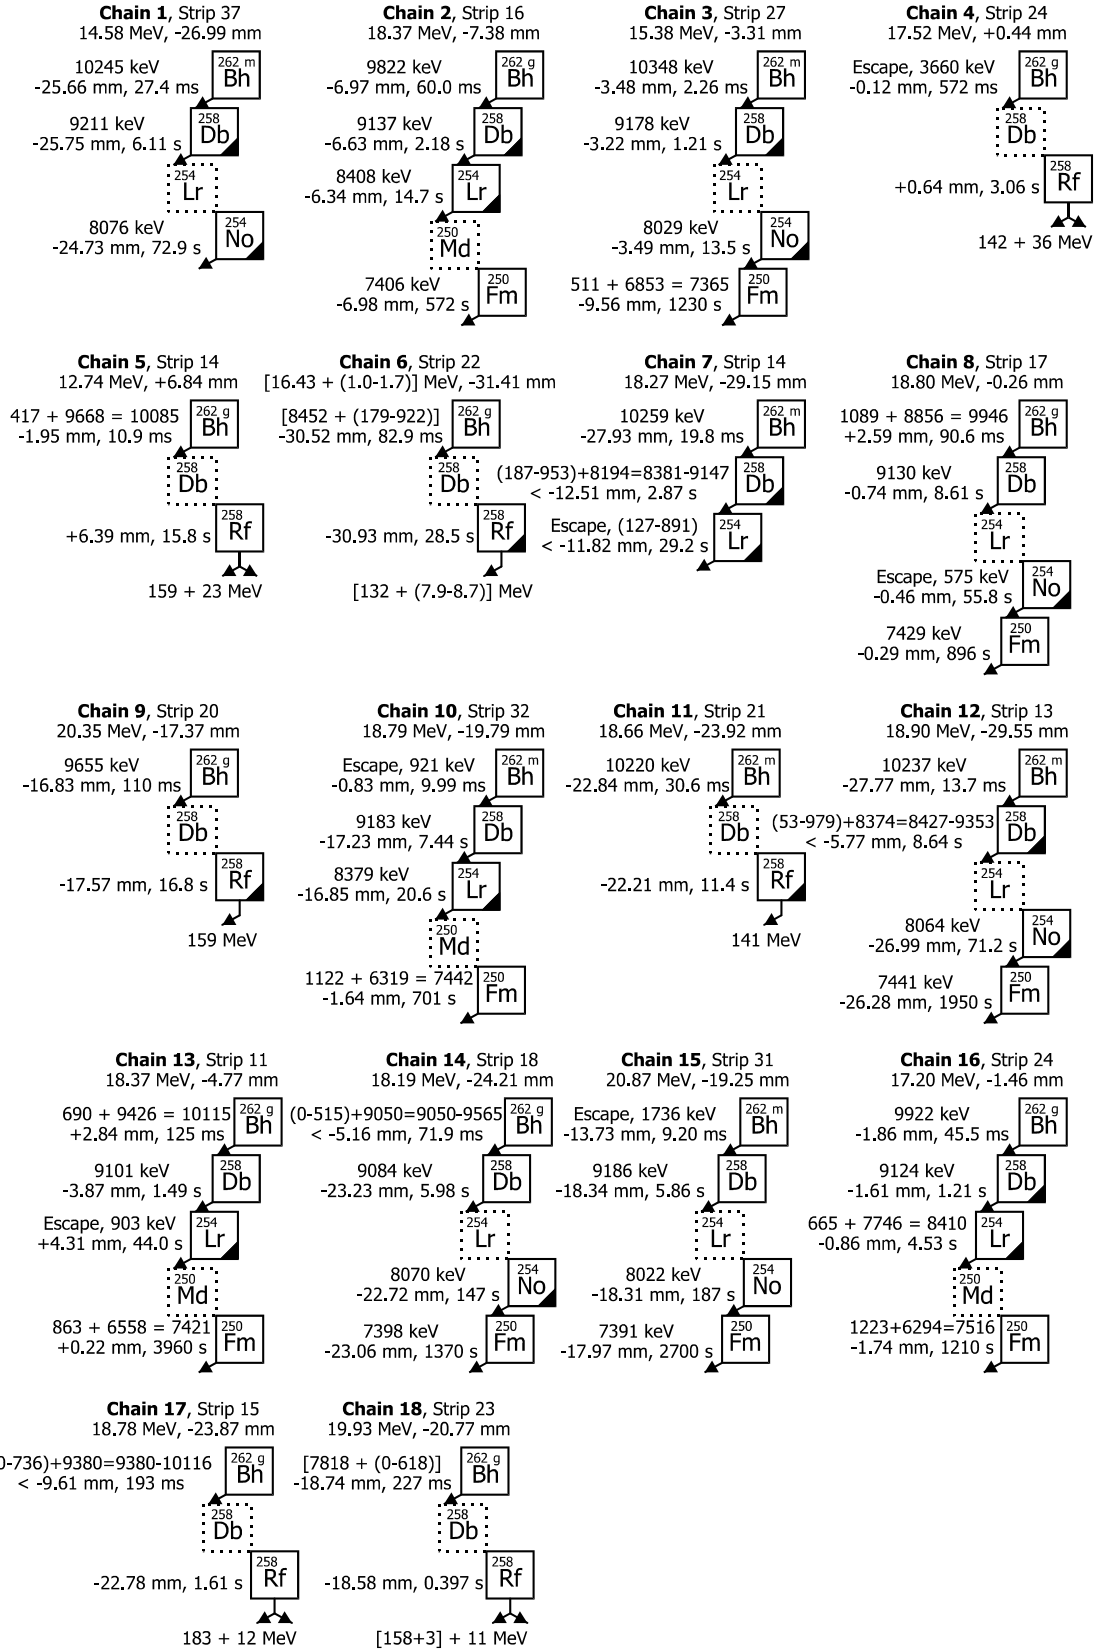 Chain 1, Strip 37
14.58 MeV, -26.99 mm
10245 keV
-25.66 mm, 27.4 ms
262 m
Bh
9211 keV
-25.75 mm, 6.11 s
258
Db
254
Lr
8076 keV
-24.73 mm, 72.9 s
254
No
Chain 2, Strip 16
18.37 MeV, -7.38 mm
9822 keV
-6.97 mm, 60.0 ms
262 g
Bh
9137 keV
-6.63 mm, 2.18 s
258
Db
8408 keV
-6.34 mm, 14.7 s
254
Lr
250
Md
7406 keV
-6.98 mm, 572 s
250
Fm
Chain 3, Strip 27
15.38 MeV, -3.31 mm
10348 keV
-3.48 mm, 2.26 ms
262 m
Bh
9178 keV
-3.22 mm, 1.21 s
258
Db
254
Lr
8029 keV
-3.49 mm, 13.5 s
254
No
511 + 6853 = 7365
-9.56 mm, 1230 s
250
Fm
Chain 4, Strip 24
17.52 MeV, +0.44 mm
Escape, 3660 keV
-0.12 mm, 572 ms
262 g
Bh
258
Db
+0.64 mm, 3.06 s
258
Rf
142 + 36 MeV
Chain 5, Strip 14
12.74 MeV, +6.84 mm
417 + 9668 = 10085
-1.95 mm, 10.9 ms
262 g
Bh
258
Db
+6.39 mm, 15.8 s
258
Rf
159 + 23 MeV
Chain 6, Strip 22
[16.43 + (1.0-1.7)] MeV, -31.41 mm
[8452 + (179-922)]
-30.52 mm, 82.9 ms
262 g
Bh
258
Db
-30.93 mm, 28.5 s
258
Rf
[132 + (7.9-8.7)] MeV
Chain 7, Strip 14
18.27 MeV, -29.15 mm
10259 keV
-27.93 mm, 19.8 ms
262 m
Bh
(187-953)+8194=8381-9147
< -12.51 mm, 2.87 s
258
Db
Escape, (127-891)
< -11.82 mm, 29.2 s
254
Lr
Chain 8, Strip 17
18.80 MeV, -0.26 mm
1089 + 8856 = 9946
+2.59 mm, 90.6 ms
262 g
Bh
9130 keV
-0.74 mm, 8.61 s
258
Db
254
Lr
Escape, 575 keV
-0.46 mm, 55.8 s
254
No
7429 keV
-0.29 mm, 896 s
250
Fm
Chain 9, Strip 20
20.35 MeV, -17.37 mm
9655 keV
-16.83 mm, 110 ms
262 g
Bh
258
Db
-17.57 mm, 16.8 s
258
Rf
159 MeV
Chain 10, Strip 32
18.79 MeV, -19.79 mm
Escape, 921 keV
-0.83 mm, 9.99 ms
262 m
Bh
9183 keV
-17.23 mm, 7.44 s
258
Db
8379 keV
-16.85 mm, 20.6 s
254
Lr
250
Md
1122 + 6319 = 7442
-1.64 mm, 701 s
250
Fm
Chain 11, Strip 21
18.66 MeV, -23.92 mm
10220 keV
-22.84 mm, 30.6 ms
262 m
Bh
258
Db
-22.21 mm, 11.4 s
258
Rf
141 MeV
Chain 12, Strip 13
18.90 MeV, -29.55 mm
10237 keV
-27.77 mm, 13.7 ms
262 m
Bh
(53-979)+8374=8427-9353
< -5.77 mm, 8.64 s
258
Db
254
Lr
8064 keV
-26.99 mm, 71.2 s
254
No
7441 keV
-26.28 mm, 1950 s
250
Fm
Chain 13, Strip 11
18.37 MeV, -4.77 mm
690 + 9426 = 10115
+2.84 mm, 125 ms
262 g
Bh
9101 keV
-3.87 mm, 1.49 s
258
Db
Escape, 903 keV
+4.31 mm, 44.0 s
254
Lr
250
Md
863 + 6558 = 7421
+0.22 mm, 3960 s
250
Fm
Chain 14, Strip 18
18.19 MeV, -24.21 mm
(0-515)+9050=9050-9565
< -5.16 mm, 71.9 ms
262 g
Bh
9084 keV
-23.23 mm, 5.98 s
258
Db
254
Lr
8070 keV
-22.72 mm, 147 s
254
No
7398 keV
-23.06 mm, 1370 s
250
Fm
Chain 15, Strip 31
20.87 MeV, -19.25 mm
Escape, 1736 keV
-13.73 mm, 9.20 ms
262 m
Bh
9186 keV
-18.34 mm, 5.86 s
258
Db
254
Lr
8022 keV
-18.31 mm, 187 s
254
No
7391 keV
-17.97 mm, 2700 s
250
Fm
Chain 16, Strip 24
17.20 MeV, -1.46 mm
9922 keV
-1.86 mm, 45.5 ms
262 g
Bh
9124 keV
-1.61 mm, 1.21 s
258
Db
665 + 7746 = 8410
-0.86 mm, 4.53 s
254
Lr
250
Md
1223+6294=7516
-1.74 mm, 1210 s
250
Fm
Chain 17, Strip 15
18.78 MeV, -23.87 mm
0-736)+9380=9380-10116
< -9.61 mm, 193 ms
262 g
Bh
258
Db
-22.78 mm, 1.61 s
258
Rf
183 + 12 MeV
Chain 18, Strip 23
19.93 MeV, -20.77 mm
[7818 + (0-618)]
-18.74 mm, 227 ms
262 g
Bh
258
Db
-18.58 mm, 0.397 s
258
Rf
[158+3] + 11 MeV